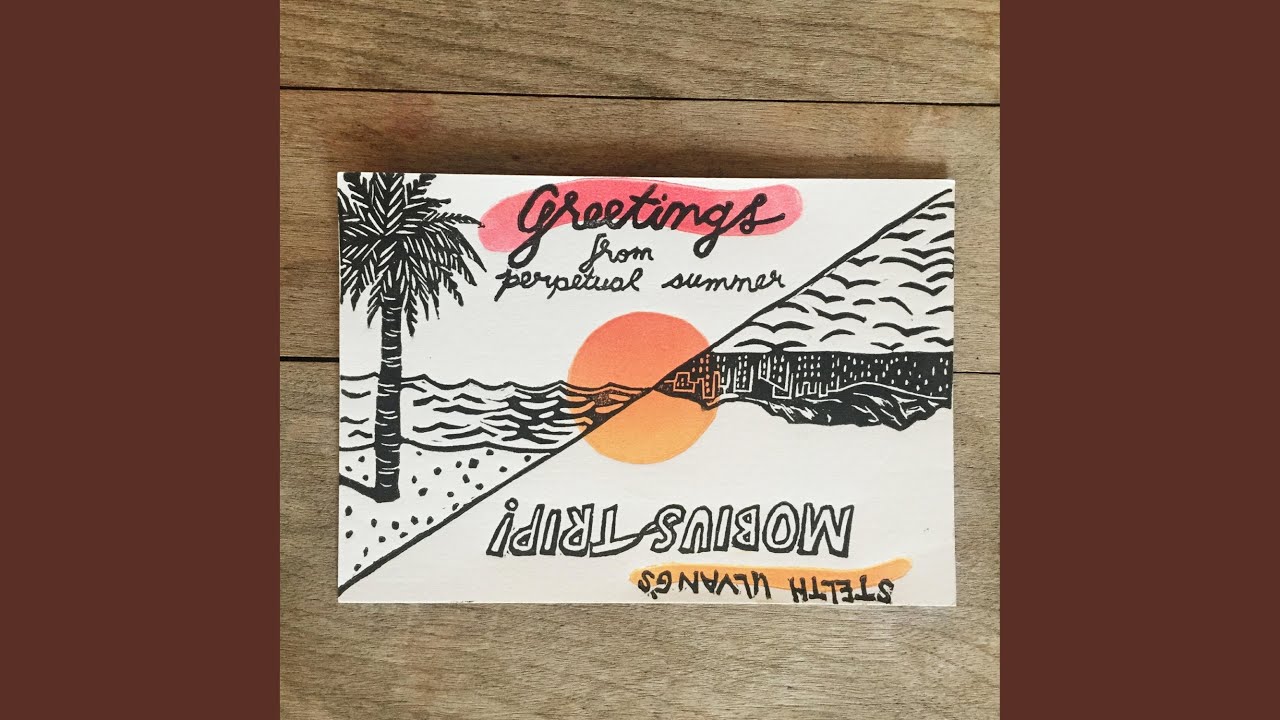 Greetings
from
perpetual summer
STELTH ULVANG'S
MOBIUS TRIP!